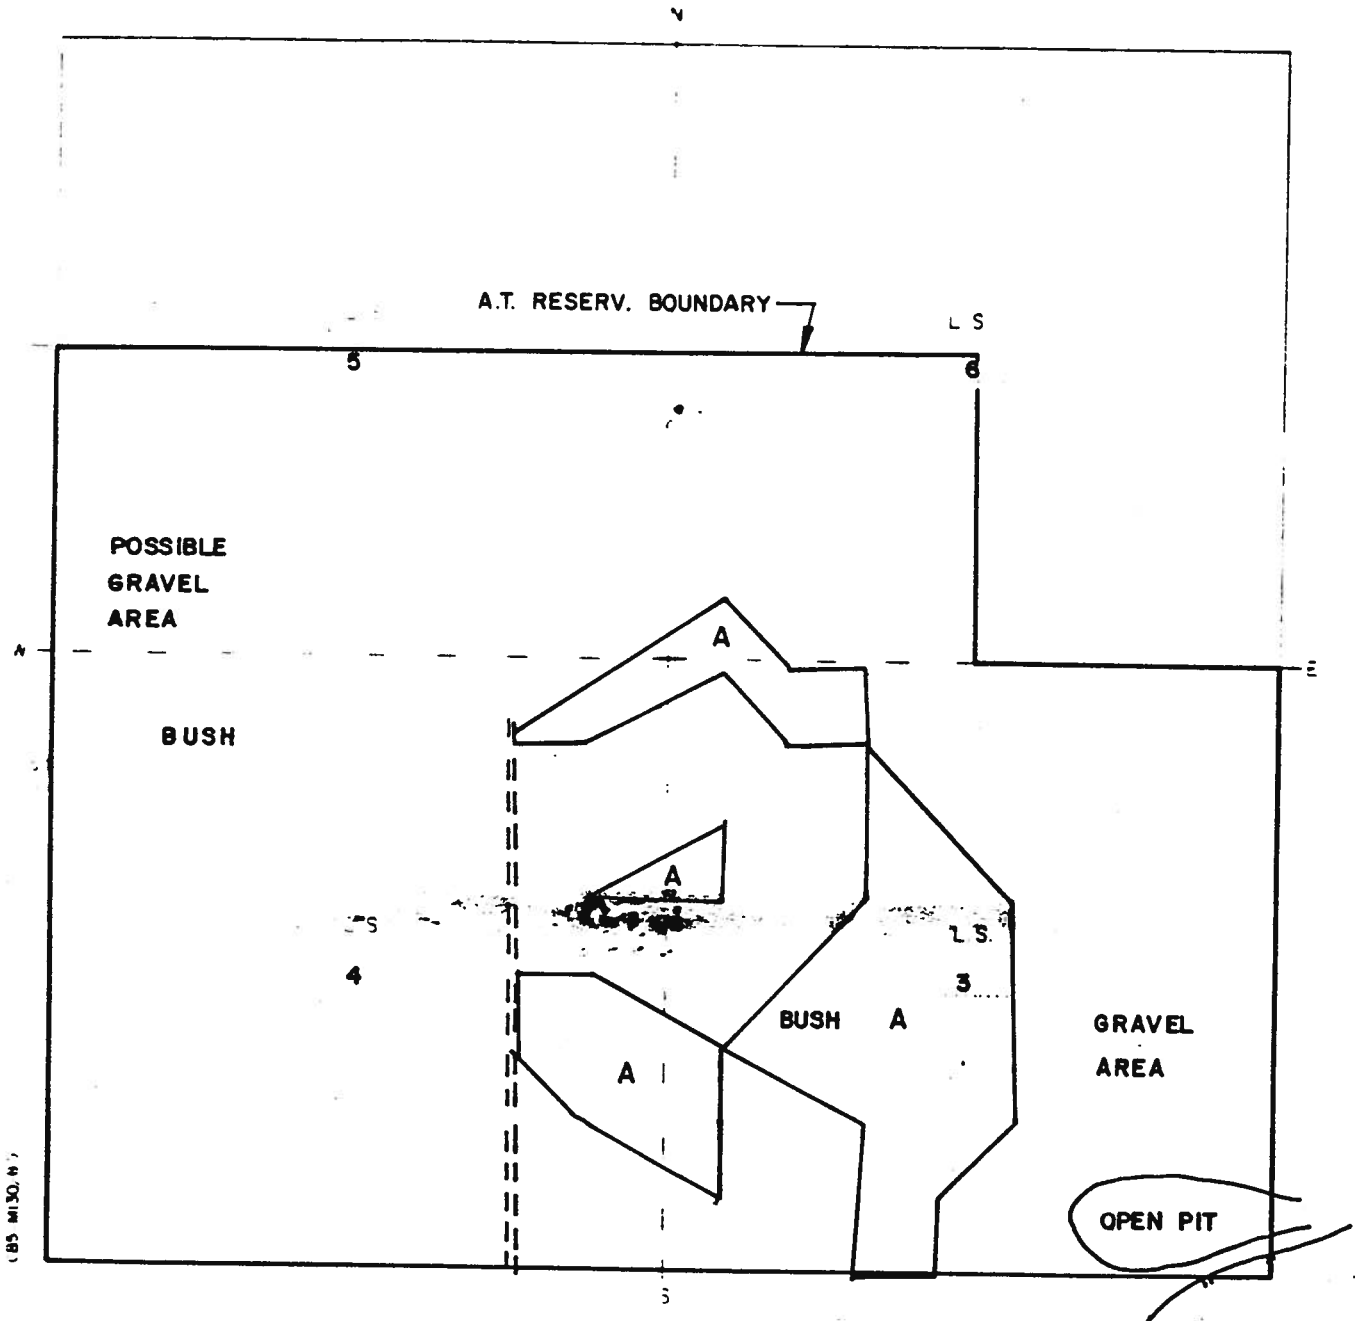 A.T. RESERV. BOUNDARY
L S
5
6
POSSIBLE
GRAVEL
AREA
A
E
BUSH
A
S
L.S.
4
3
BUSH A
GRAVEL
AREA
A
OPEN PIT
S